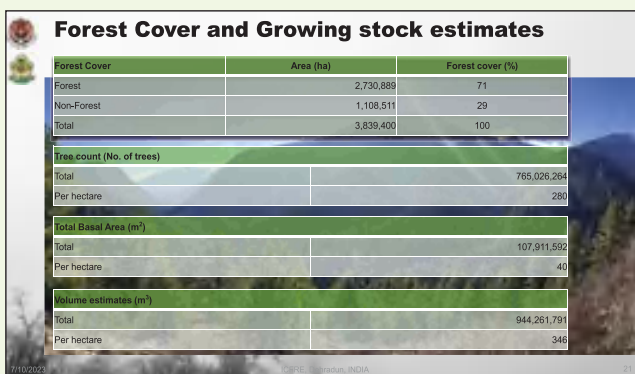 Forest Cover and Growing stock estimates
Forest Cover Area (ha) Forest cover (%)
Forest 2,730,889 71
Non-Forest 1,108,511 29
Total 3,839,400 100
Tree count (No. of trees)
Total 765,026,264
Per hectare 280
Total Basal Area (m²)
Total 107,911,592
Per hectare 40
Volume estimates (m³)
Total 944,261,791
Per hectare 346
7/10/2023 INDIA 21